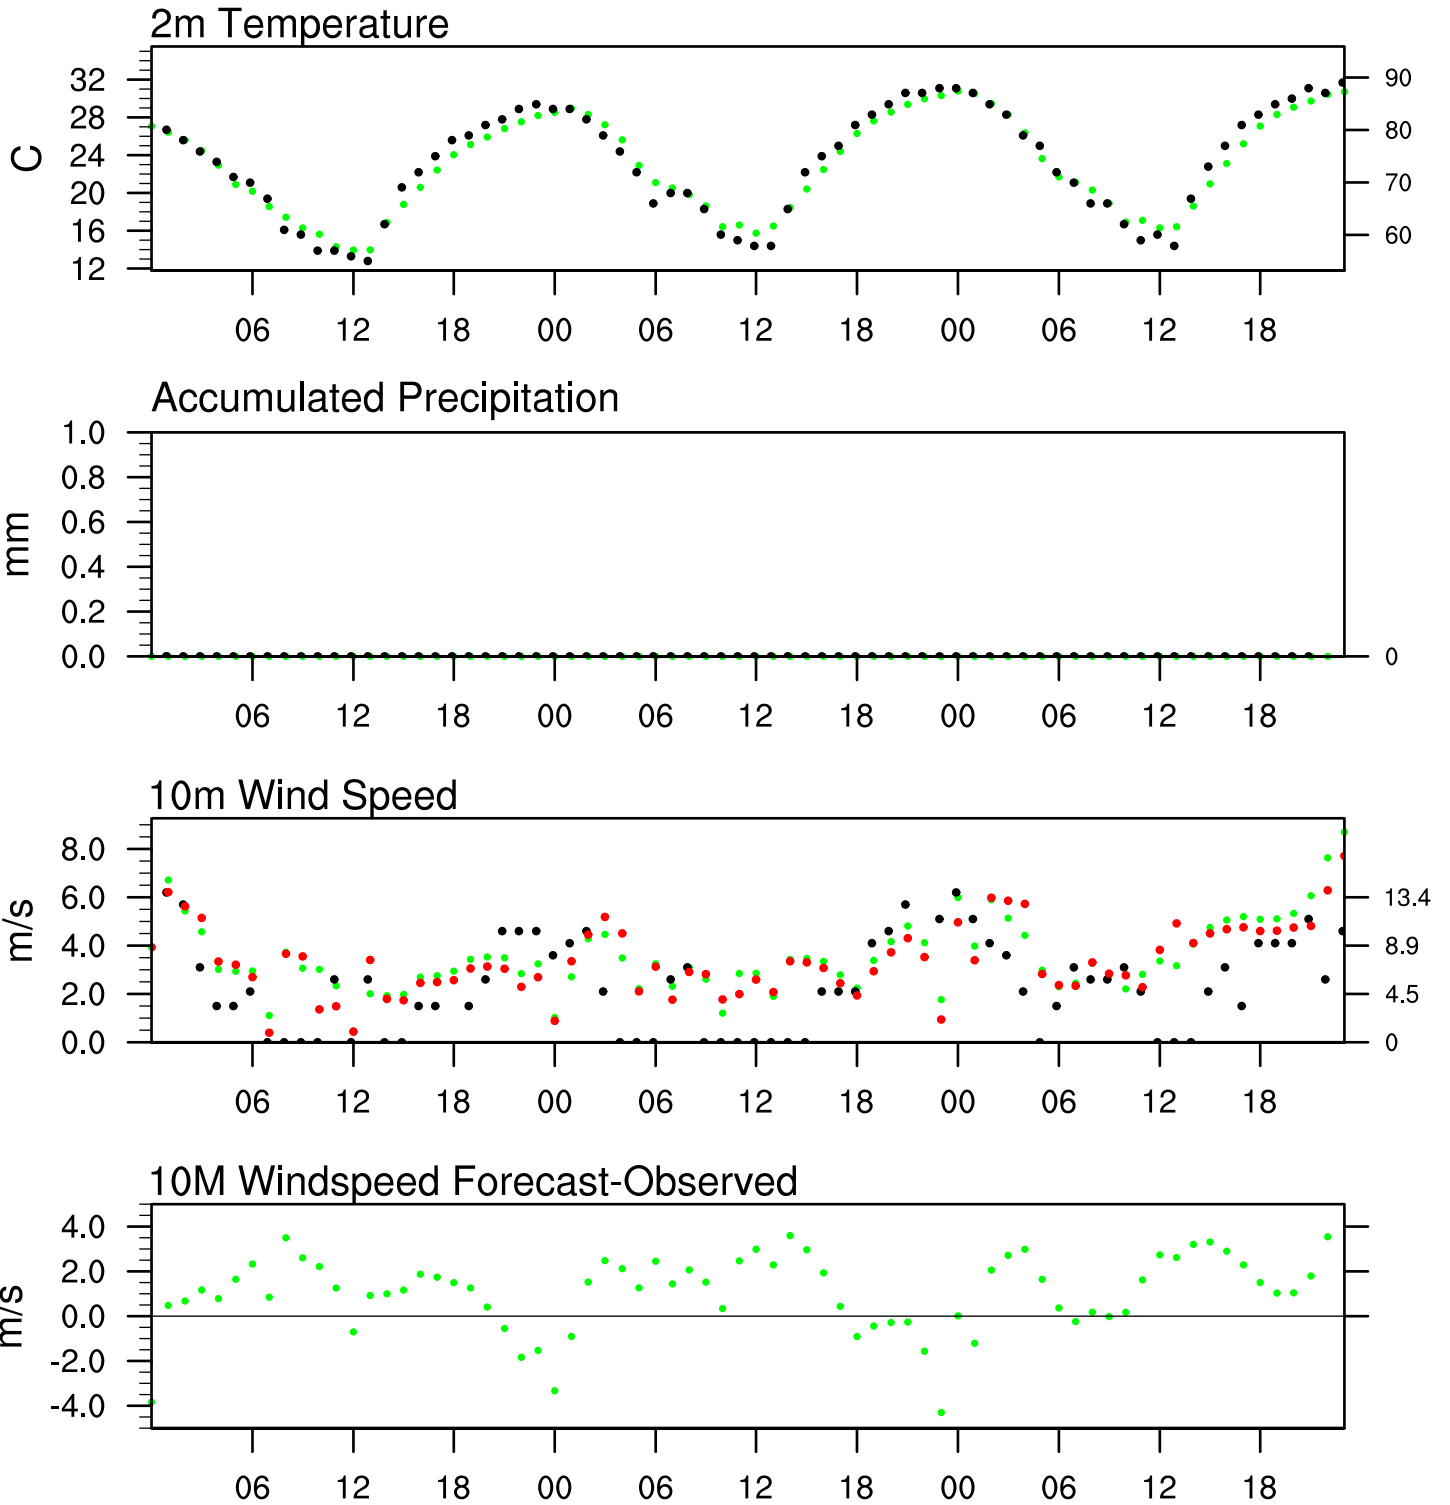 2m Temperature
32 90
28
80
24
C
20 70
16 60
12
06 12 18 00 06 12 18 00 06 12 18
Accumulated Precipitation
1.0
0.8
0.6
mm
0.4
0.2
0.0 0
06 12 18 00 06 12 18 00 06 12 18
10m Wind Speed
8.0
6.0 13.4
m/s
4.0 8.9
2.0 4.5
0.0 0
06 12 18 00 06 12 18 00 06 12 18
10M Windspeed Forecast-Observed
4.0
2.0
m/s
0.0
-2.0
-4.0
06 12 18 00 06 12 18 00 06 12 18